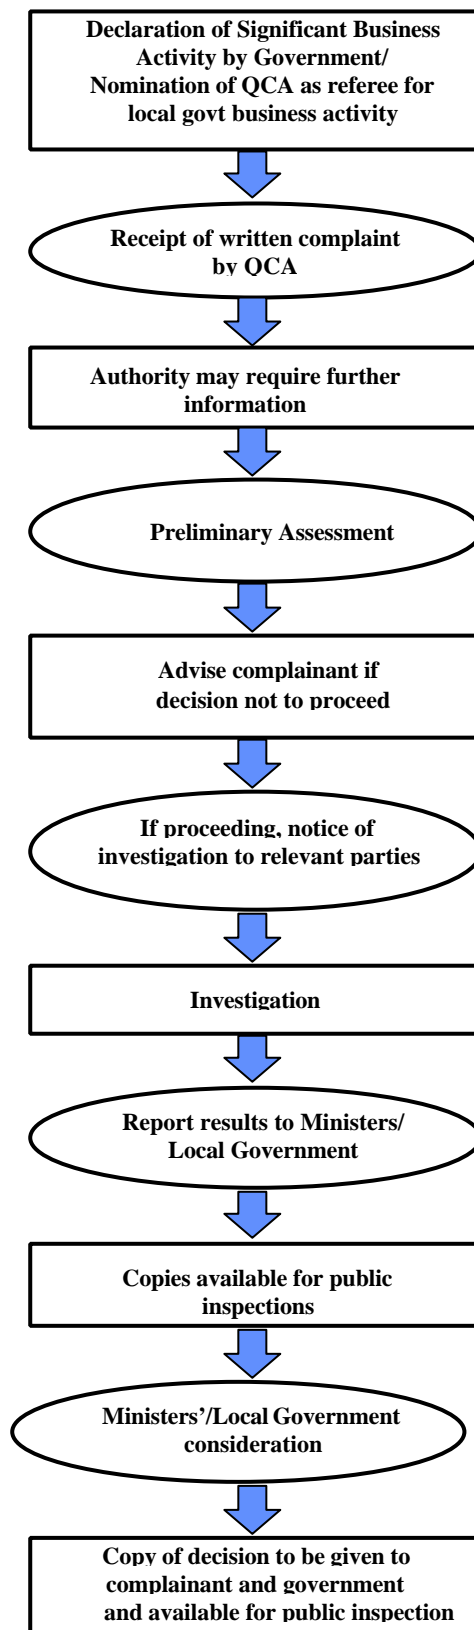 Declaration of Significant Business
Activity by Government/
Nomination of QCA as referee for
local govt business activity
Receipt of written complaint
by QCA
Authority may require further
information
Preliminary Assessment
Advise complainant if
decision not to proceed
If proceeding, notice of
investigation to relevant parties
Investigation
Report results to Ministers/
Local Government
Copies available for public
inspections
Ministers’/Local Government
consideration
Copy of decision to be given to
complainant and government
and available for public inspection